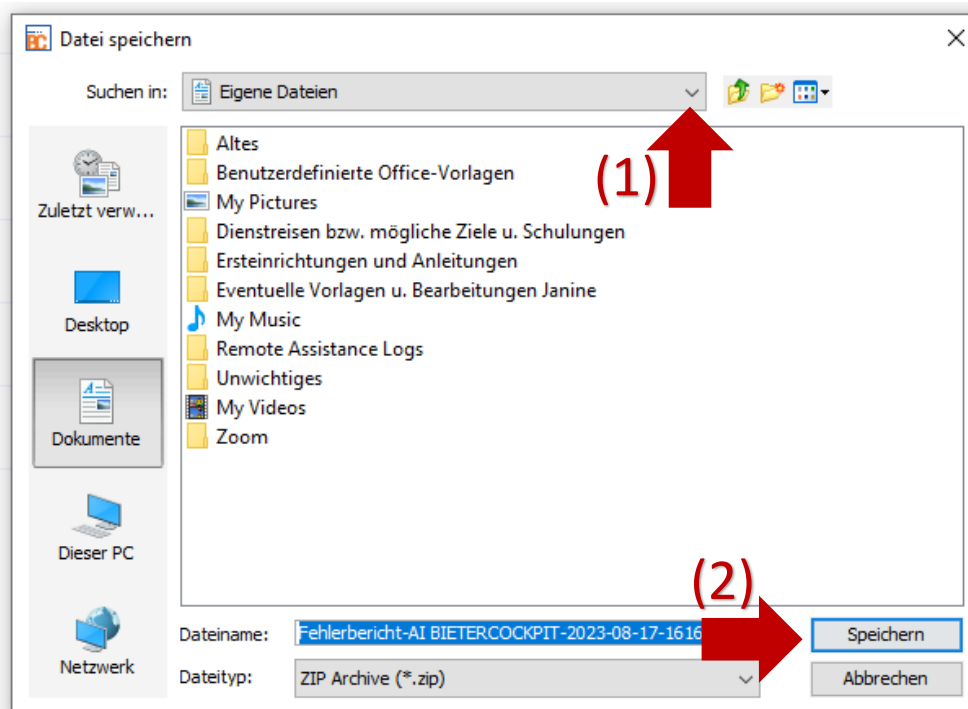 BC Datei speichern
Suchen in: Eigene Dateien
(1)
Altes
Benutzerdefinierte Office-Vorlagen
My Pictures
Dienstreisen bzw. mögliche Ziele u. Schulungen
Ersteinrichtungen und Anleitungen
Eventuelle Vorlagen u. Bearbeitungen Janine
My Music
Remote Assistance Logs
Unwichtiges
My Videos
Zoom
Zuletzt verw...
Desktop
Dokumente
Dieser PC
Netzwerk
(2)
Dateiname: Fehlerbericht-AI BIETERCOCKPIT-2023-08-17-1616 Speichern
Dateityp: ZIP Archive (*.zip) Abbrechen